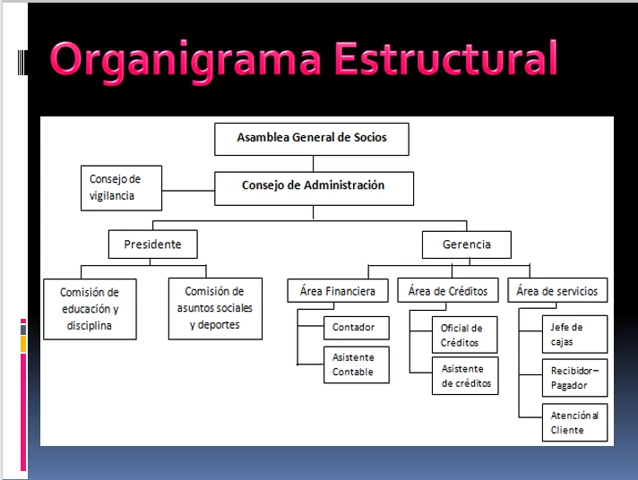 Organigrama Estructural
Asamblea General de Socios
Consejo de
vigilancia
Consejo de Administración
Presidente
Gerencia
Comisión de
educación y
disciplina
Comisión de
asuntos sociales
y deportes
Área Financiera
Área de Créditos
Área de servicios
Contador
Asistente
Contable
Oficial de
Créditos
Asistente
de créditos
Jefe de
cajas
Recibidor–
Pagador
Atención al
Cliente